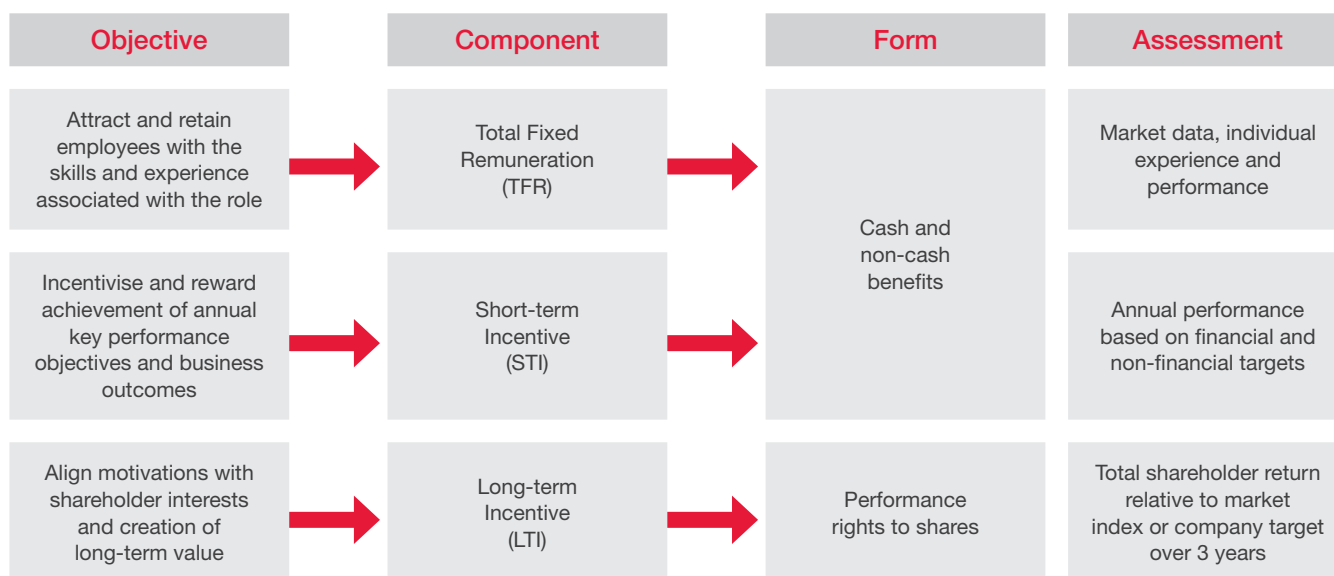 Objective
Component
Form
Assessment
Attract and retain
employees with the
skills and experience
associated with the role
Total Fixed
Remuneration
(TFR)
Cash and
non-cash
benefits
Market data, individual
experience and
performance
Incentivise and reward
achievement of annual
key performance
objectives and business
outcomes
Short-term
Incentive
(STI)
Annual performance
based on financial and
non-financial targets
Align motivations with
shareholder interests
and creation of
long-term value
Long-term
Incentive
(LTI)
Performance
rights to shares
Total shareholder return
relative to market
index or company target
over 3 years